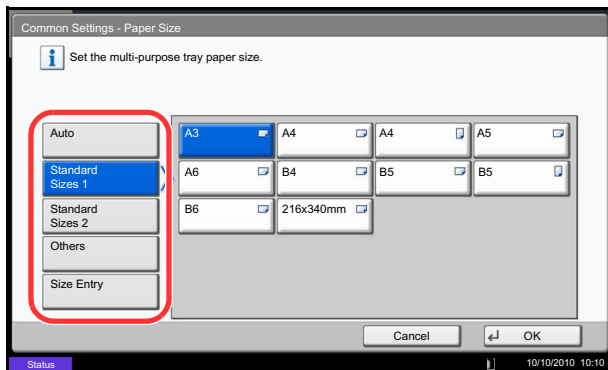 Common Settings - Paper Size
Set the multi-purpose tray paper size.
Auto
Standard
Sizes 1
Standard
Sizes 2
Others
Size Entry
A3 A4 A4 A5
A6 B4 B5 B5
B6 216x340mm
Cancel OK
Status 10/10/2010 10:10